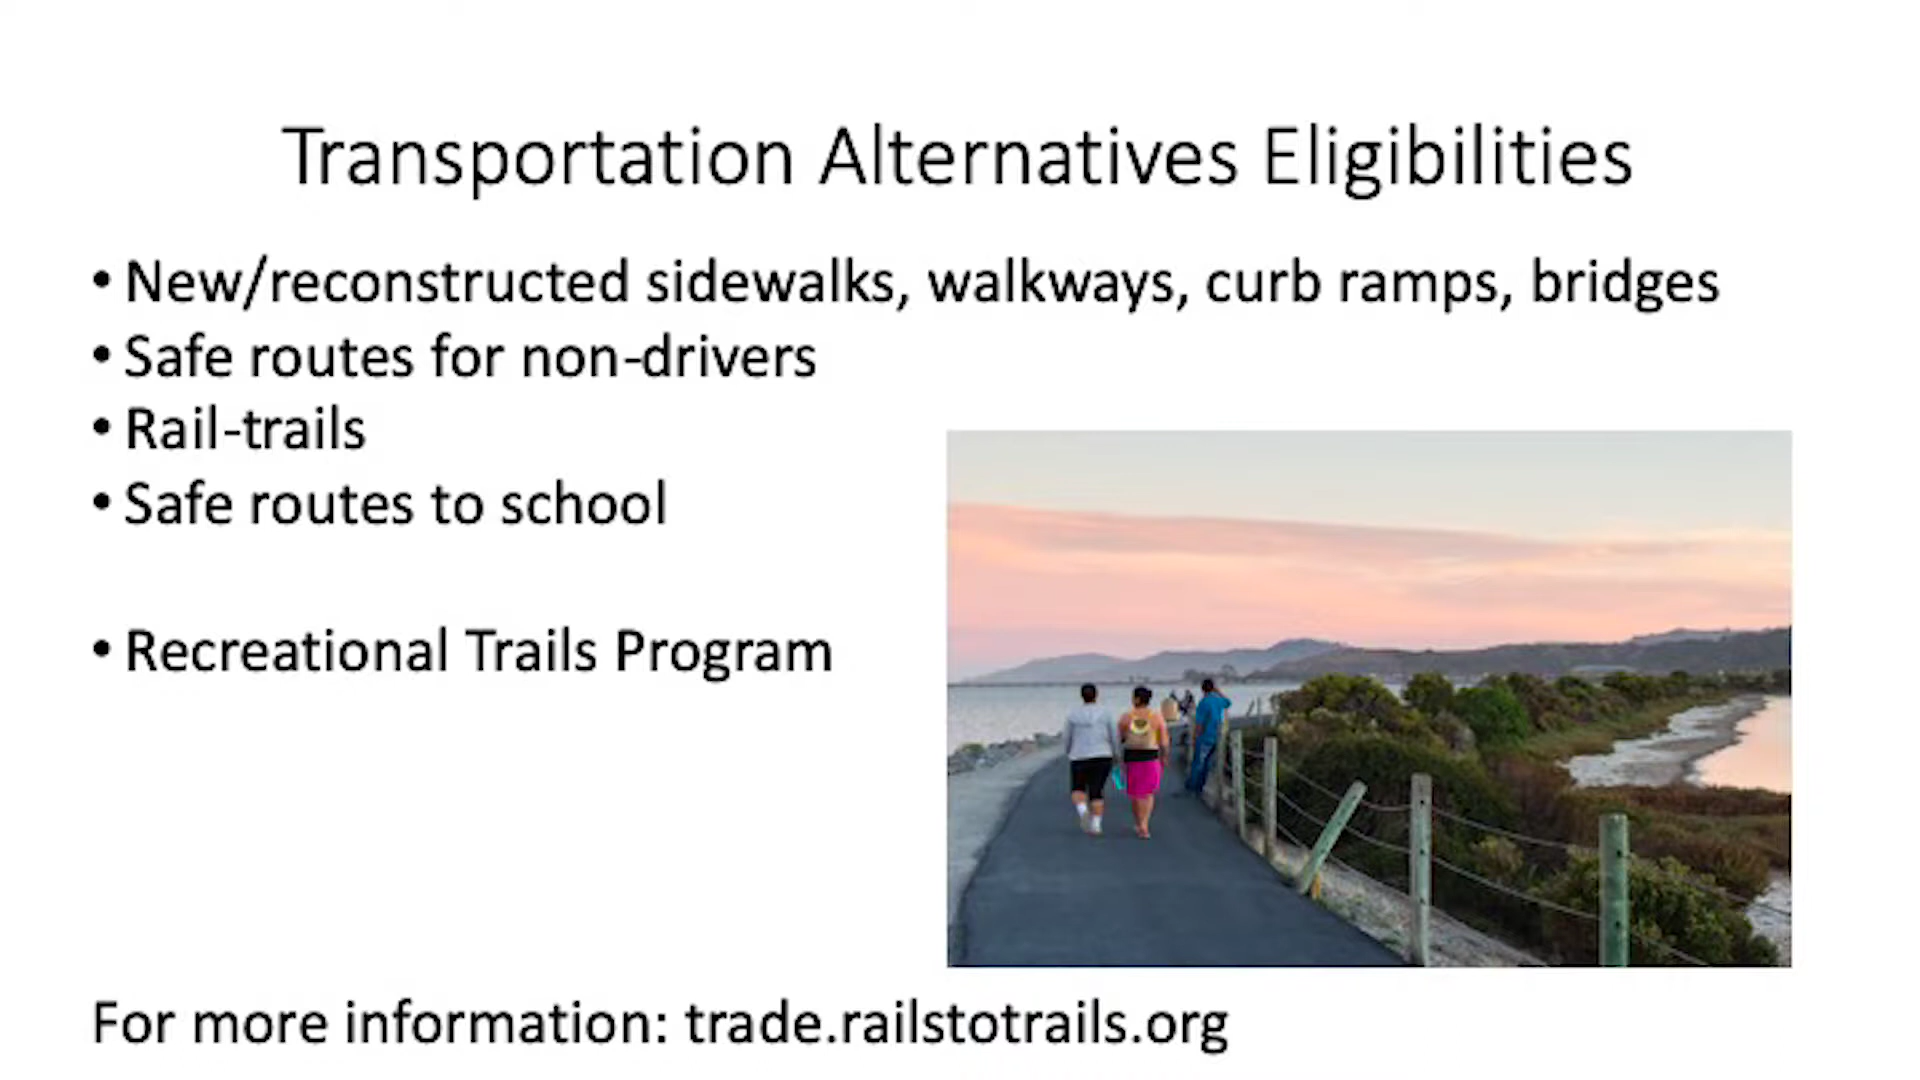 Transportation Alternatives Eligibilities
• New/reconstructed sidewalks, walkways, curb ramps, bridges
• Safe routes for non-drivers
• Rail-trails
• Safe routes to school
• Recreational Trails Program
For more information: trade.railstotrails.org